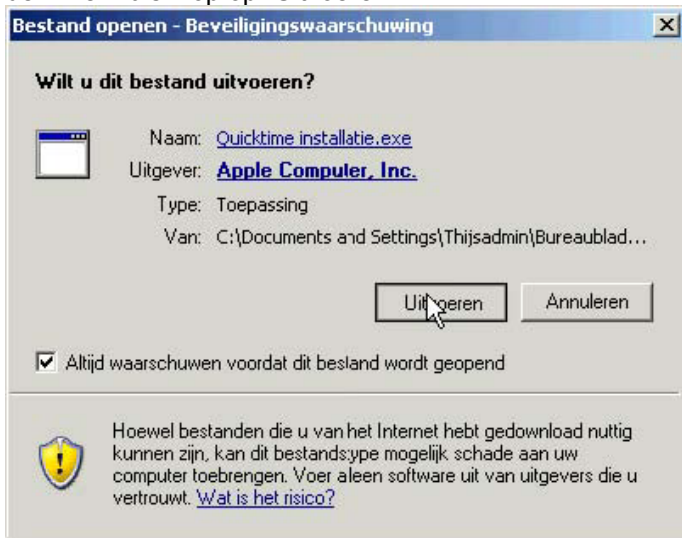 Bestand openen - Beveiligingswaarschuwing
Wilt u dit bestand uitvoeren?
Naam: Quicktime installatie.exe
Uitgever: Apple Computer, Inc.
Type: Toepassing
Van: C:\Documents and Settings\Thijsadmin\Bureaublad...
Uitvoeren Annuleren
Altijd waarschuwen voordat dit bestand wordt geopend
Hoewel bestanden die u van het Internet hebt gedownload nuttig
kunnen zijn, kan dit bestandstype mogelijk schade aan uw
computer toebrengen. Voer alleen software uit van uitgevers die u
vertrouwt. Wat is het risico?